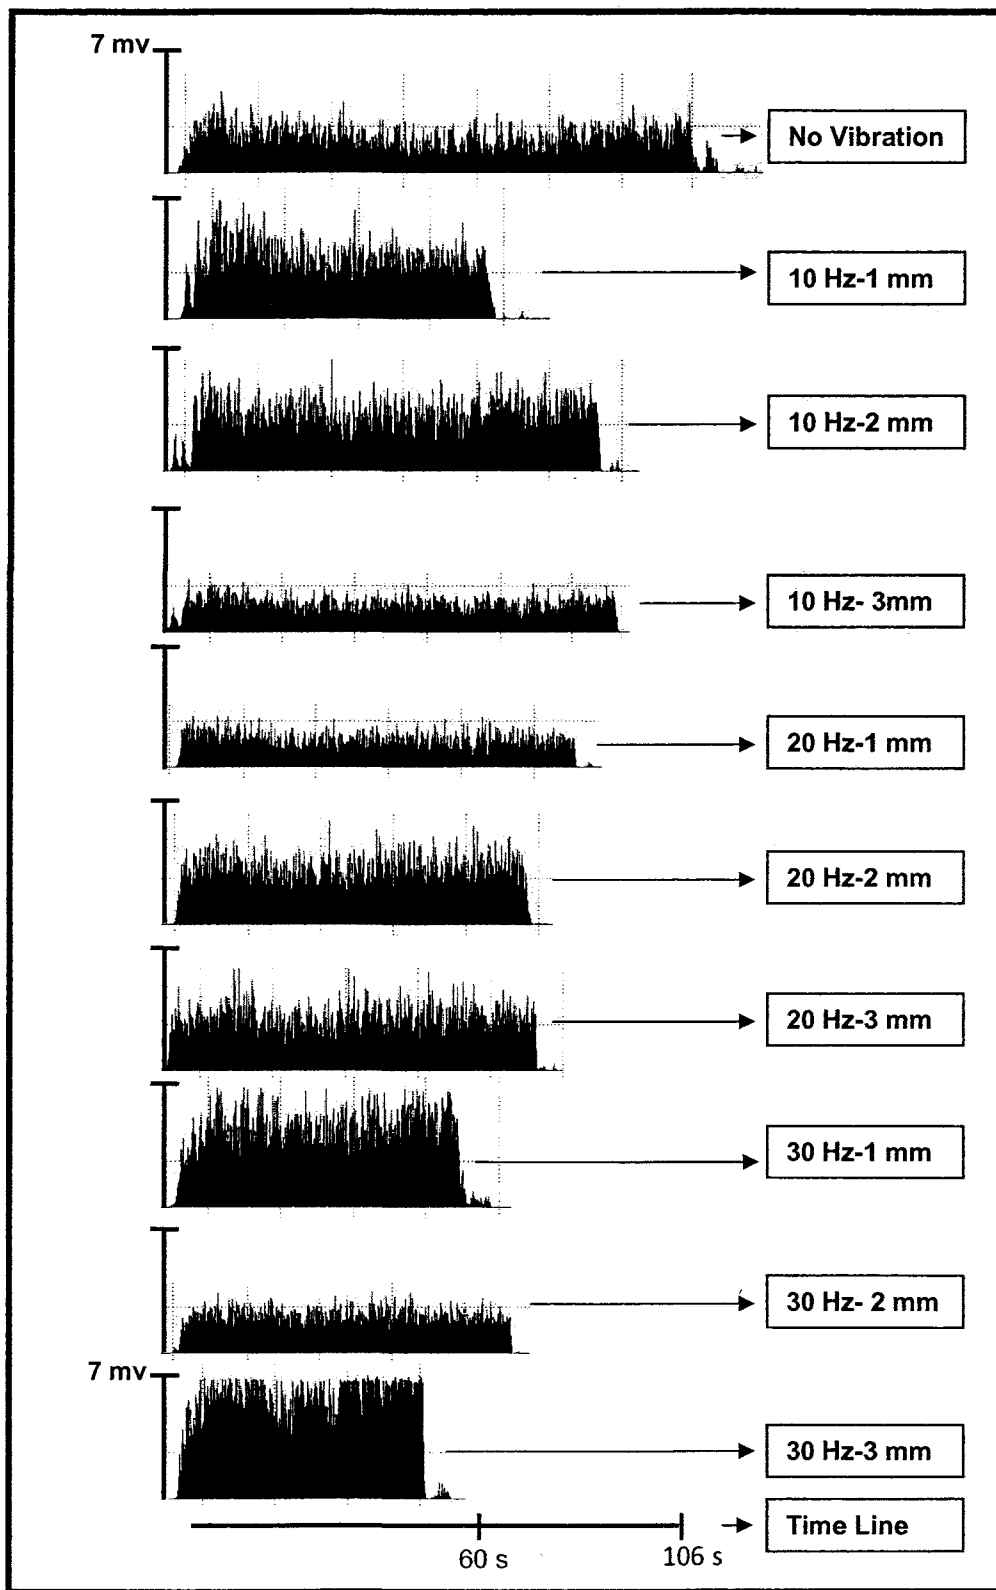 7 mv
No Vibration
10 Hz-1 mm
10 Hz-2 mm
10 Hz- 3mm
20 Hz-1 mm
20 Hz-2 mm
20 Hz-3 mm
30 Hz-1 mm
30 Hz- 2 mm
7 mv
30 Hz-3 mm
Time Line
60 s
106 s